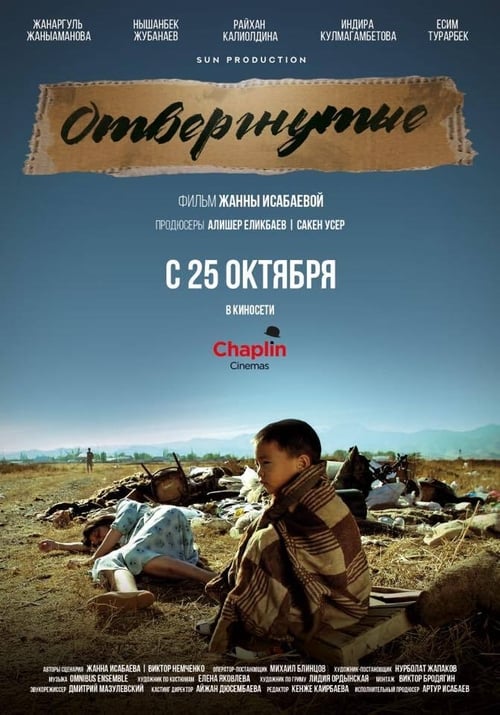 ЖАНАРГУЛЬ ЖАНЫАМАНОВА
НЫШАНБЕК ЖУБАНАЕВ
РАЙХАН КАЛИОЛДИНА
ИНДИРА КУЛМАГАМБЕТОВА
ЕСИМ ТУРАРБЕК
SUN PRODUCTION
Отвергнутые
ФИЛЬМ ЖАННЫ ИСАБАЕВОЙ
ПРОДЮСЕРЫ АЛИШЕР ЕЛИКБАЕВ | САКЕН УСЕР
С 25 ОКТЯБРЯ
В КИНОСЕТИ
Chaplin
Cinemas
АВТОРЫ СЦЕНАРИЯ ЖАННА ИСАБАЕВА | ВИКТОР НЕМЧЕНКО ОПЕРАТОР-ПОСТАНОВЩИК МИХАИЛ БЛИНЦОВ ХУДОЖНИК-ПОСТАНОВЩИК НУРБОЛАТ ЖАПАКОВ
МУЗЫКА OMNIBUS ENSEMBLE ХУДОЖНИК ПО КОСТЮМАМ ЕЛЕНА ЯКОВЛЕВА ХУДОЖНИК ПО ГРИМУ ЛИДИЯ ОРДЫНСКАЯ МОНТАЖ ВИКТОР БРОДЯГИН
ЗВУКОРЕЖИССЕР ДМИТРИЙ МАЗУЛЕВСКИЙ КАСТИНГ ДИРЕКТОР АЙЖАН ДЮСЕМБАЕВА РЕДАКТОР КЕНЖЕ КАИРБАЕВА ИСПОЛНИТЕЛЬНЫЙ ПРОДЮСЕР АРТУР ИСАБАЕВ